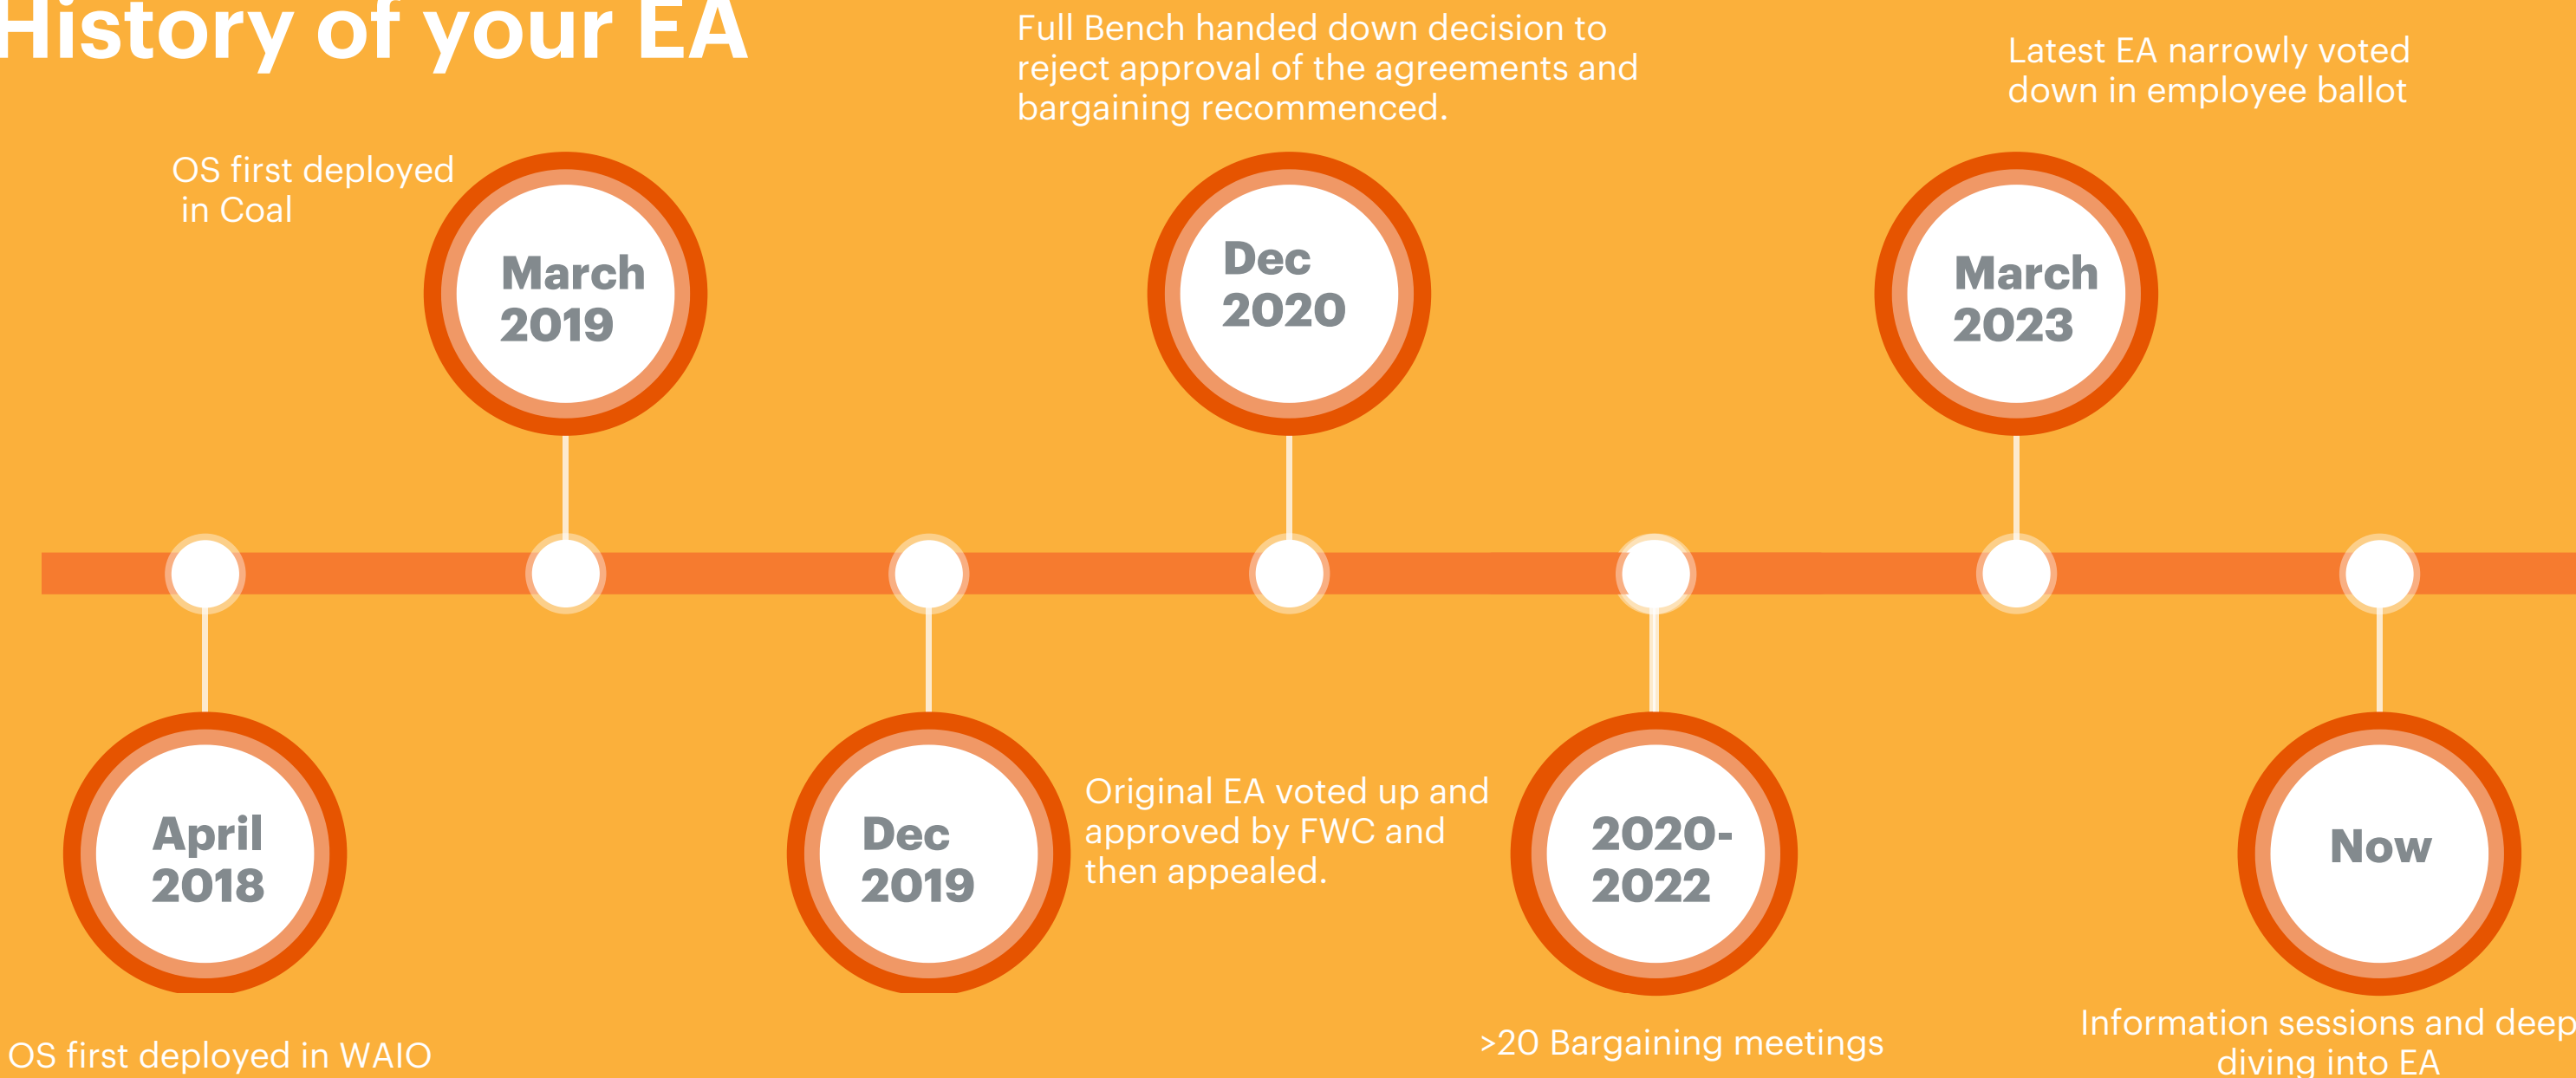 History of your EA
Full Bench handed down decision to
reject approval of the agreements and
bargaining recommenced.
Latest EA narrowly voted
down in employee ballot
OS first deployed
in Coal
March
2019
Dec
2020
March
2023
April
2018
Dec
2019
Original EA voted up and
approved by FWC and
then appealed.
2020-
2022
Now
OS first deployed in WAIO
>20 Bargaining meetings
Information sessions and deep
diving into EA